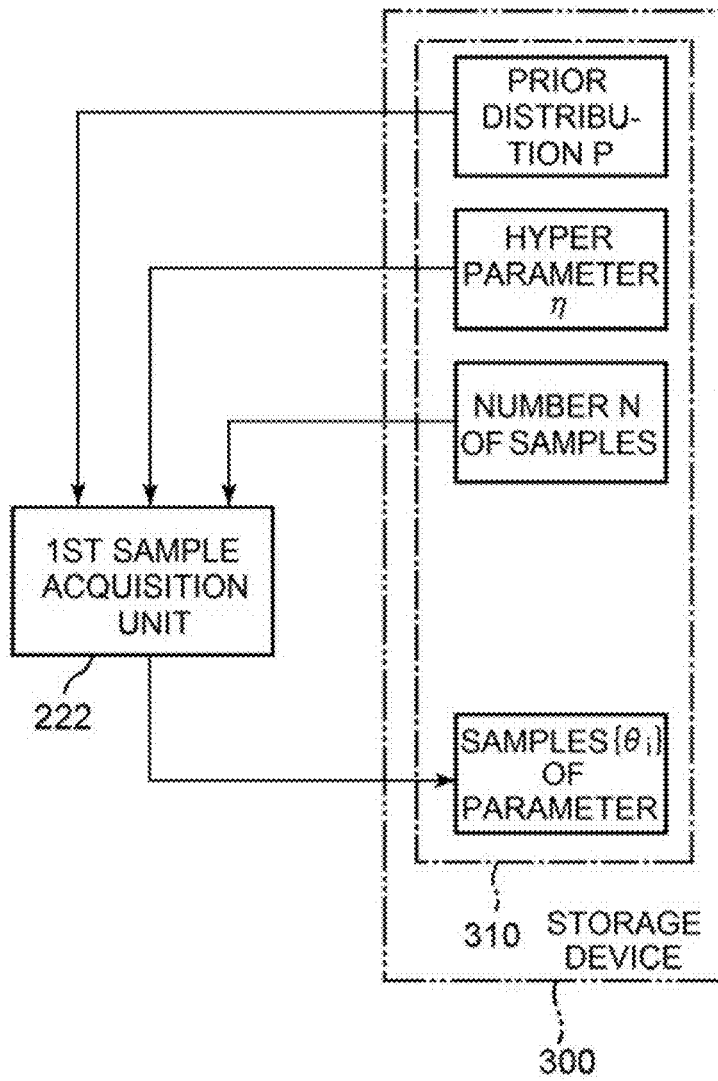 PRIOR
DISTRIBU-
TION P
HYPER
PARAMETER
η
NUMBER N
OF SAMPLES
1ST SAMPLE
ACQUISITION
UNIT
222
SAMPLES {θi}
OF
PARAMETER
310
STORAGE
DEVICE
300